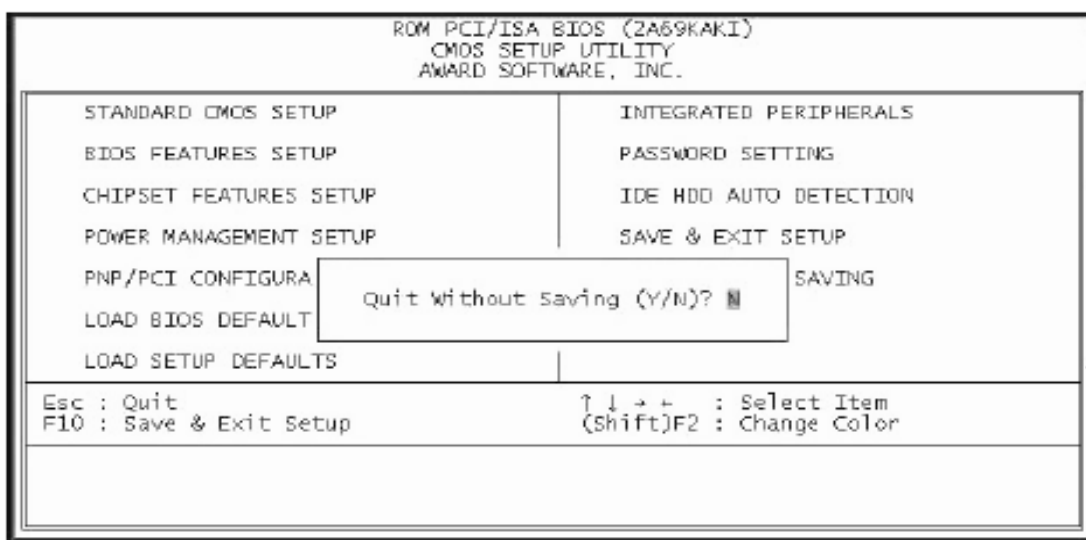 ROM PCI/ISA BIOS (2A69KAKI)
CMOS SETUP UTILITY
AWARD SOFTWARE, INC.
STANDARD CMOS SETUP
BIOS FEATURES SETUP
CHIPSET FEATURES SETUP
POWER MANAGEMENT SETUP
PNP/PCI CONFIGURA
LOAD BIOS DEFAULT
LOAD SETUP DEFAULTS
INTEGRATED PERIPHERALS
PASSWORD SETTING
IDE HDD AUTO DETECTION
SAVE & EXIT SETUP
SAVING
Quit Without Saving (Y/N)? N
Esc : Quit
F10 : Save & Exit Setup
↑ ↓ → ← : Select Item
(Shift)F2 : Change Color